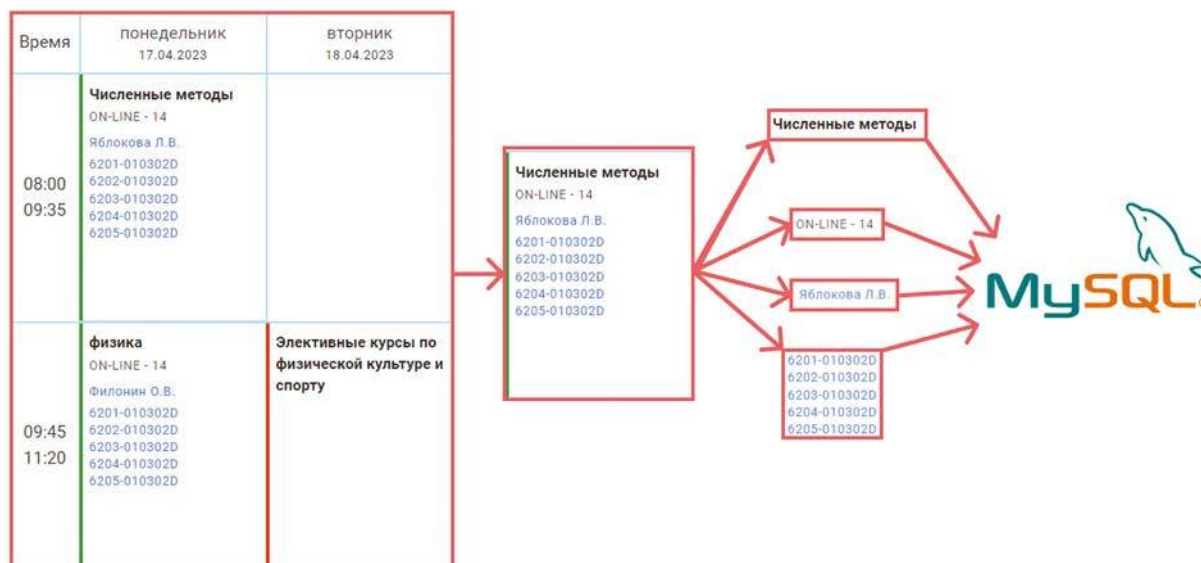 Время
понедельник
17.04.2023
вторник
18.04.2023
08:00
09:35
Численные методы
ON-LINE - 14
Яблокова Л.В.
6201-010302D
6202-010302D
6203-010302D
6204-010302D
6205-010302D
09:45
11:20
физика
ON-LINE - 14
Филонин О.В.
6201-010302D
6202-010302D
6203-010302D
6204-010302D
6205-010302D
Элективные курсы по
физической культуре и
спорту
Численные методы
ON-LINE - 14
Яблокова Л.В.
6201-010302D
6202-010302D
6203-010302D
6204-010302D
6205-010302D
Численные методы
ON-LINE - 14
Яблокова Л.В.
6201-010302D
6202-010302D
6203-010302D
6204-010302D
6205-010302D
MySQL